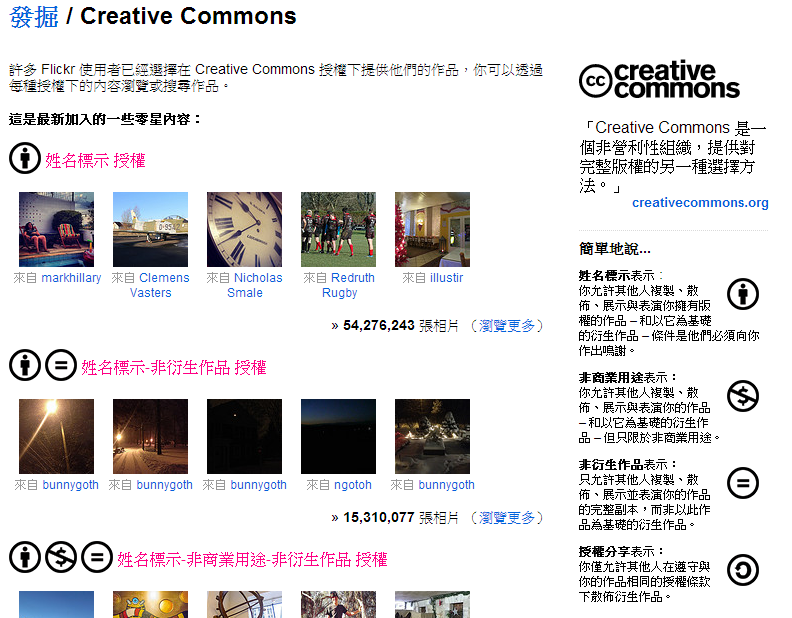 發掘 / Creative Commons
許多 Flickr 使用者已經選擇在 Creative Commons 授權下提供他們的作品，你可以透過
每種授權下的內容瀏覽或搜尋作品。
這是最新加入的一些零星內容：
姓名標示 授權
來自 markhillary
來自 Clemens
Vasters
來自 Nicholas
Smale
來自 Redruth
Rugby
來自 illustir
» 54,276,243 張相片 （瀏覽更多）
姓名標示-非衍生作品 授權
來自 bunnygoth
來自 bunnygoth
來自 bunnygoth
來自 ngotoh
來自 bunnygoth
» 15,310,077 張相片 （瀏覽更多）
姓名標示-非商業用途-非衍生作品 授權
cc creative
commons
「Creative Commons 是一
個非營利性組織，提供對
完整版權的另一種選擇方
法。」
creativecommons.org
簡單地說...
姓名標示表示：
你允許其他人複製、散
佈、展示與表演你擁有版
權的作品 – 和以它為基礎
的衍生作品 – 條件是他們必須向你
作出鳴謝。
非商業用途表示：
你允許其他人複製、散
佈、展示與表演你的作品
– 和以它為基礎的衍生作
品 – 但只限於非商業用途。
非衍生作品表示：
只允許其他人複製、散
佈、展示並表演你的作品
的完整副本，而非以此作
品為基礎的衍生作品。
授權分享表示：
你僅允許其他人在遵守與
你的作品相同的授權條款
下散佈衍生作品。